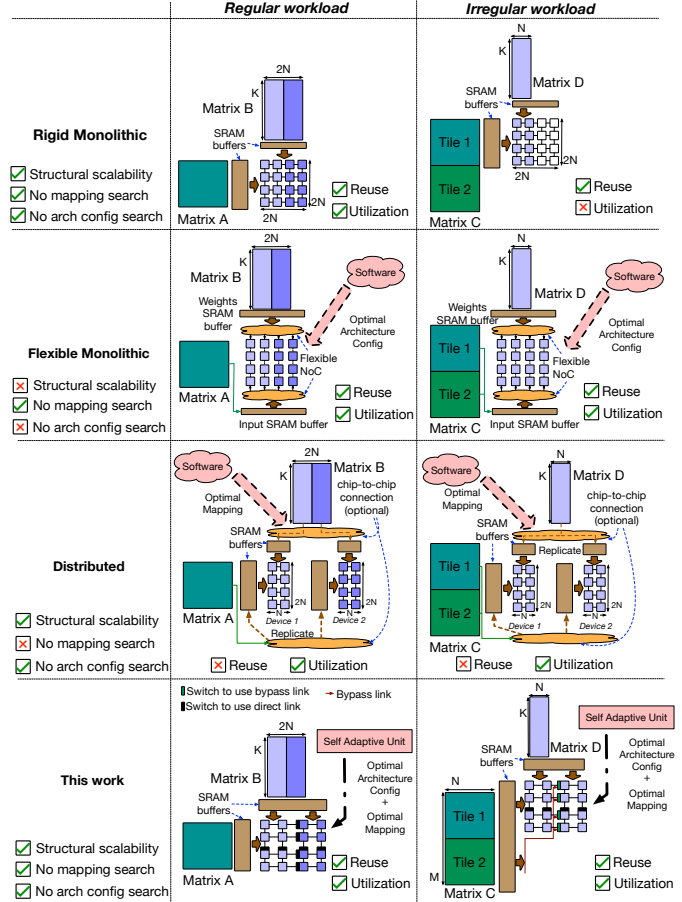 Regular workload
Irregular workload
Rigid Monolithic
Structural scalability
No mapping search
No arch config search
2N
K
Matrix B
SRAM
buffers
Matrix A
2N
2N
Reuse
Utilization
N
K
Matrix D
SRAM
buffers
Tile 1
Tile 2
Matrix C
2N
2N
Reuse
Utilization
Flexible Monolithic
Structural scalability
No mapping search
No arch config search
2N
K
Matrix B
Software
Weights
SRAM
buffer
Optimal
Architecture
Config
Flexible
NoC
Matrix A
Input SRAM buffer
Reuse
Utilization
N
K
Matrix D
Software
Weights
SRAM buffer
Optimal
Architecture
Config
Tile 1
Tile 2
Flexible
NoC
Matrix C
Input SRAM buffer
Reuse
Utilization
Distributed
Structural scalability
No mapping search
No arch config search
Software
Optimal
Mapping
2N
K
Matrix B
chip-to-chip
connection
(optional)
SRAM
buffers
Matrix A
N
2N
N
2N
Device 1
Device 2
Replicate
Reuse
Utilization
Software
Optimal
Mapping
N
K
Matrix D
chip-to-chip
connection
(optional)
SRAM
buffers
Replicate
Tile 1
Tile 2
Matrix C
N
2N
N
2N
Device 1
Device 2
Reuse
Utilization
This work
Structural scalability
No mapping search
No arch config search
Switch to use bypass link
Bypass link
Switch to use direct link
2N
K
Matrix B
Self Adaptive Unit
Optimal
Architecture
Config
+
Optimal
Mapping
SRAM
buffers
Matrix A
Reuse
Utilization
N
K
Matrix D
Self Adaptive Unit
Optimal
Architecture
Config
+
Optimal
Mapping
SRAM
buffers
N
Tile 1
Tile 2
M
Matrix C
Reuse
Utilization